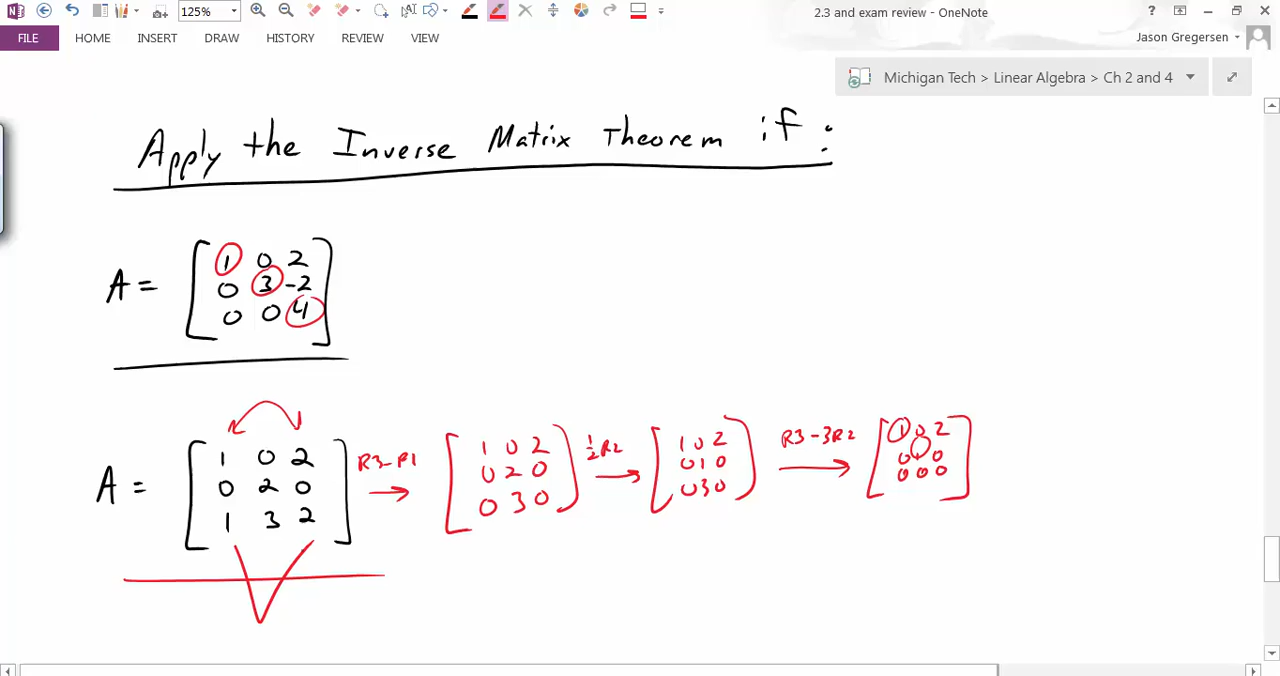 125%
2.3 and exam review - OneNote
?
FILE HOME INSERT DRAW HISTORY REVIEW VIEW
Jason Gregersen
Michigan Tech > Linear Algebra > Ch 2 and 4
Apply the Inverse Matrix Theorem if :
A = [ 1 0 2
0 3 -2
0 0 4 ]
A = [ 1 0 2
0 2 0
1 3 2 ]
R3-R1
→
[ 1 0 2
0 2 0
0 3 0 ]
1/2 R2
→
[ 1 0 2
0 1 0
0 3 0 ]
R3-3R2
→
[ 1 0 2
0 1 0
0 0 0 ]